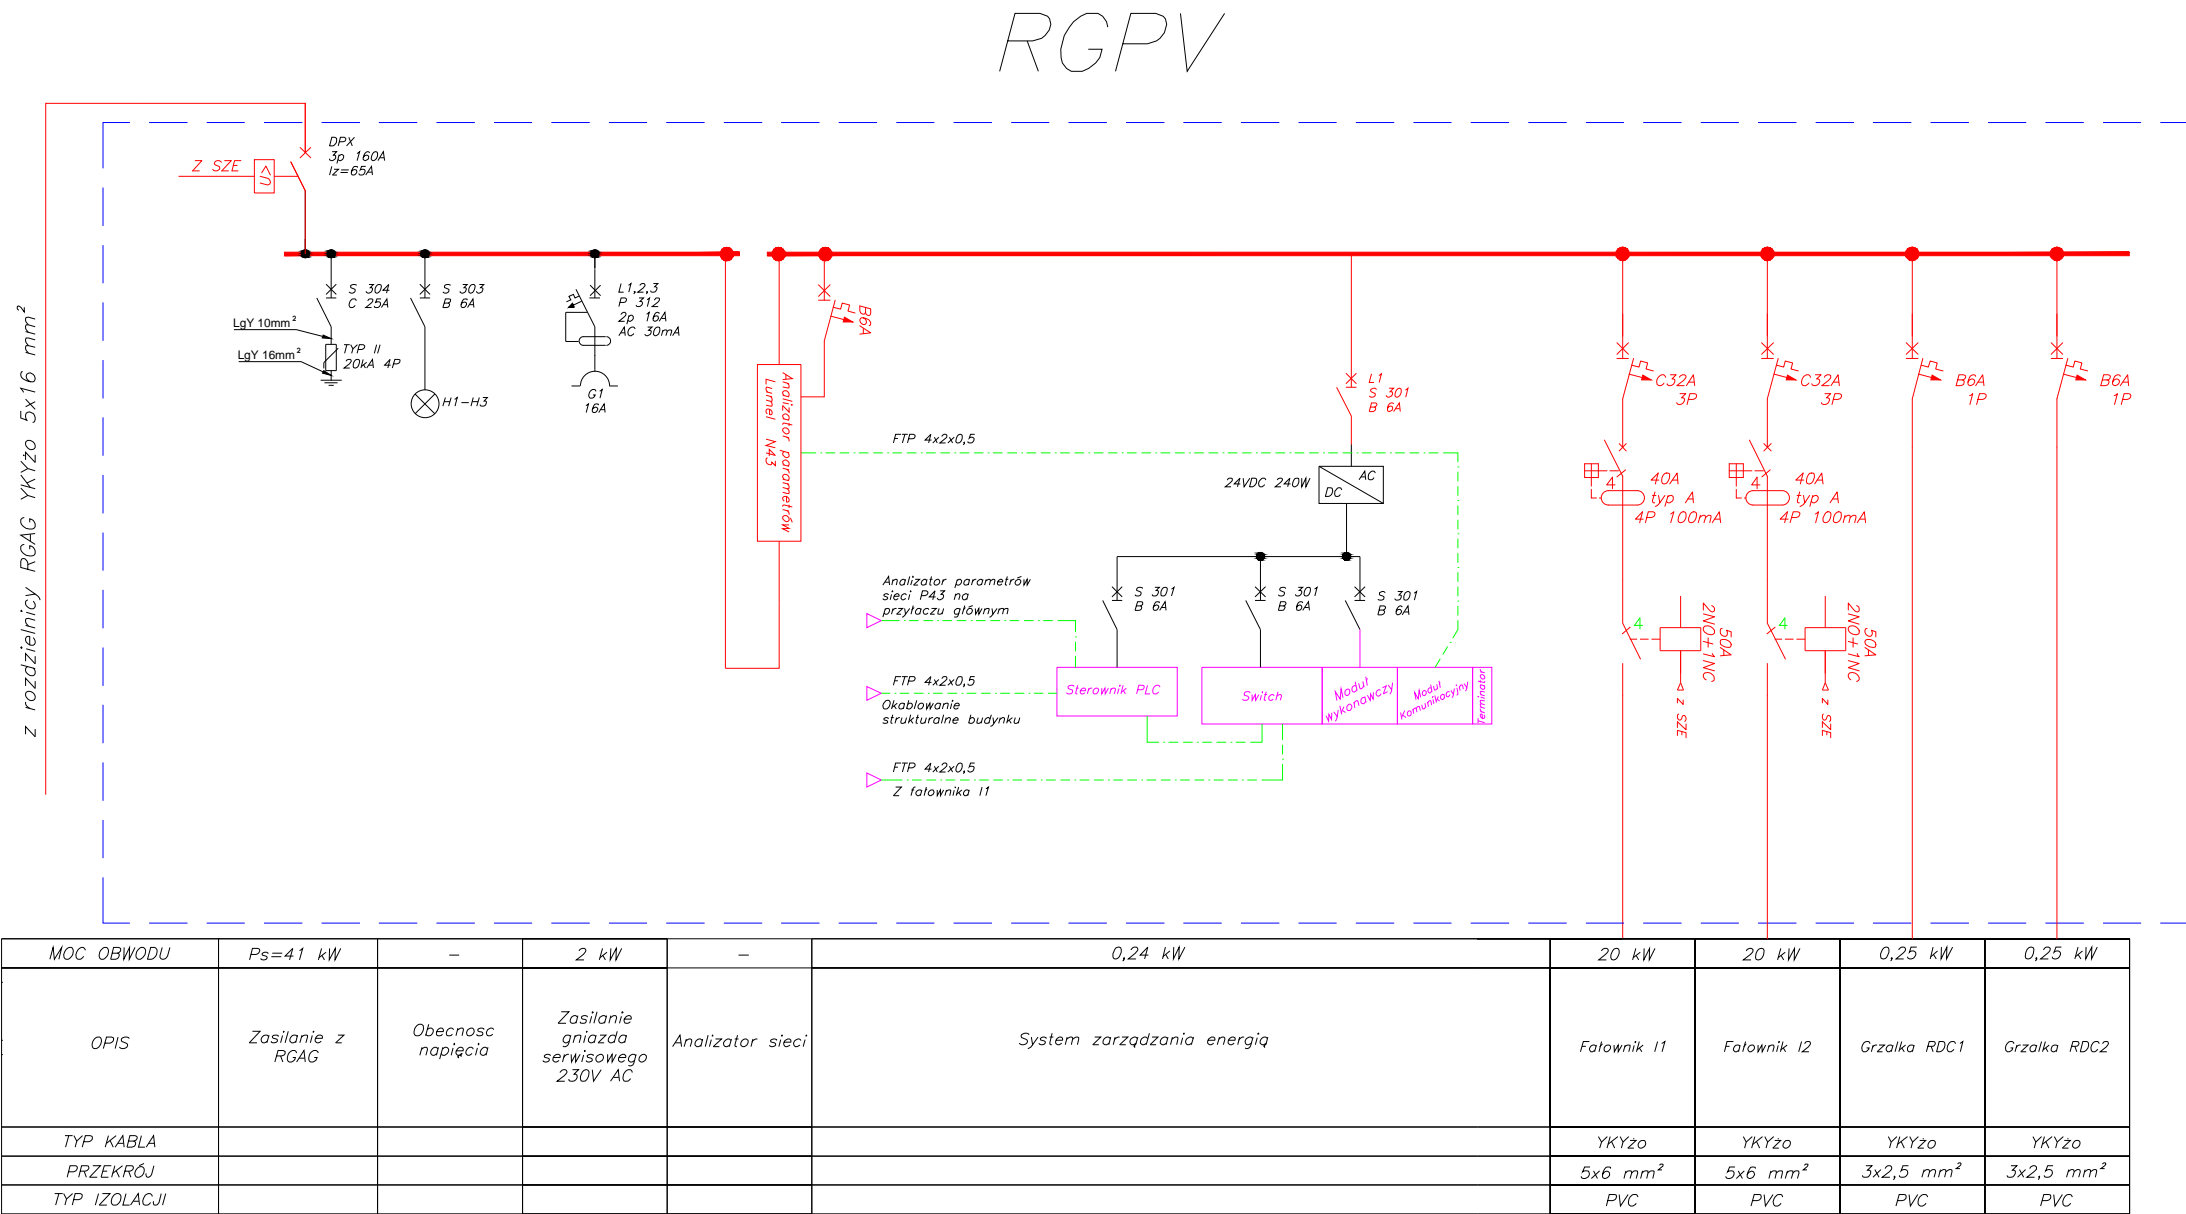 RGPV
z rozdzielnicy RGAG YKYżo 5x16 mm²
DPX
3p 160A
Iz=65A
Z SZE
U<
S 304
C 25A
LgY 10mm²
LgY 16mm²
TYP II
20kA 4P
S 303
B 6A
H1-H3
L1,2,3
P 312
2p 16A
AC 30mA
G1
16A
Analizator parametrów
Lumel N43
B6A
FTP 4x2x0,5
L1
S 301
B 6A
24VDC 240W
AC
DC
Analizator parametrów
sieci P43 na
przyłaczu głównym
S 301
B 6A
S 301
B 6A
S 301
B 6A
FTP 4x2x0,5
Okablowanie
strukturalne budynku
Sterownik PLC
Switch
Moduł
wykonawczy
Moduł
Komunikacyjny
Terminator
FTP 4x2x0,5
Z fałownika I1
C32A
3P
4
40A
typ A
4P 100mA
4
50A
2NO+1NC
z SZE
C32A
3P
4
40A
typ A
4P 100mA
4
50A
2NO+1NC
z SZE
B6A
1P
B6A
1P
MOC OBWODU Ps=41 kW - 2 kW - 0,24 kW 20 kW 20 kW 0,25 kW 0,25 kW
OPIS
Zasilanie z
RGAG
Obecnosc
napięcia
Zasilanie
gniazda
serwisowego
230V AC
Analizator sieci
System zarządzania energią
Fałownik I1
Fałownik I2
Grzalka RDC1
Grzalka RDC2
TYP KABLA YKYżo YKYżo YKYżo YKYżo
PRZEKRÓJ 5x6 mm² 5x6 mm² 3x2,5 mm² 3x2,5 mm²
TYP IZOLACJI PVC PVC PVC PVC